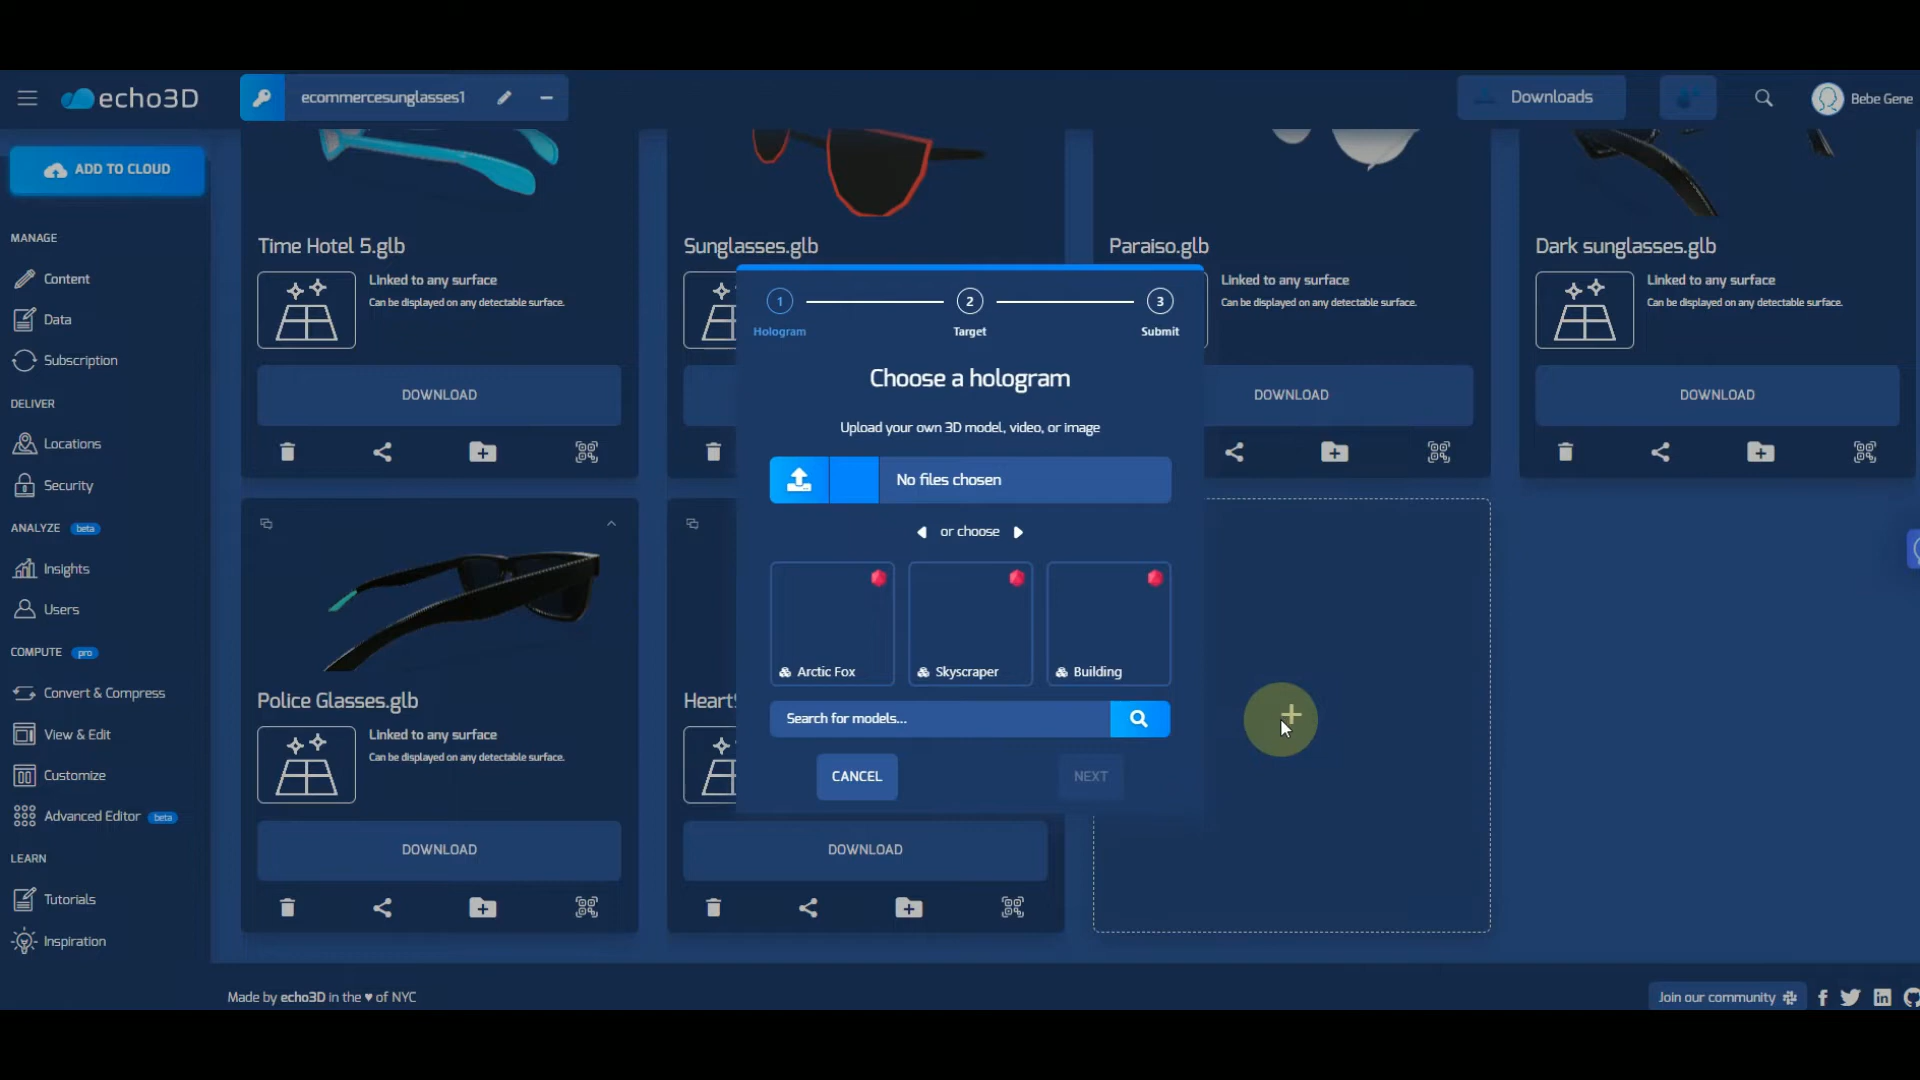 echo3D
ecommercesunglasses1
Downloads
Bebe Gene
ADD TO CLOUD
MANAGE
Content
Data
Subscription
DELIVER
Locations
Security
ANALYZE beta
Insights
Users
COMPUTE pro
Convert & Compress
View & Edit
Customize
Advanced Editor beta
LEARN
Tutorials
Inspiration
Time Hotel 5.glb
Linked to any surface
Can be displayed on any detectable surface.
DOWNLOAD
Sunglasses.glb
Paraiso.glb
Linked to any surface
Can be displayed on any detectable surface.
DOWNLOAD
Dark sunglasses.glb
Linked to any surface
Can be displayed on any detectable surface.
DOWNLOAD
1
2
3
Hologram
Target
Submit
Choose a hologram
Upload your own 3D model, video, or image
No files chosen
or choose
Arctic Fox
Skyscraper
Building
Search for models...
CANCEL
NEXT
Police Glasses.glb
Linked to any surface
Can be displayed on any detectable surface.
DOWNLOAD
DOWNLOAD
Made by echo3D in the ♥ of NYC
Join our community